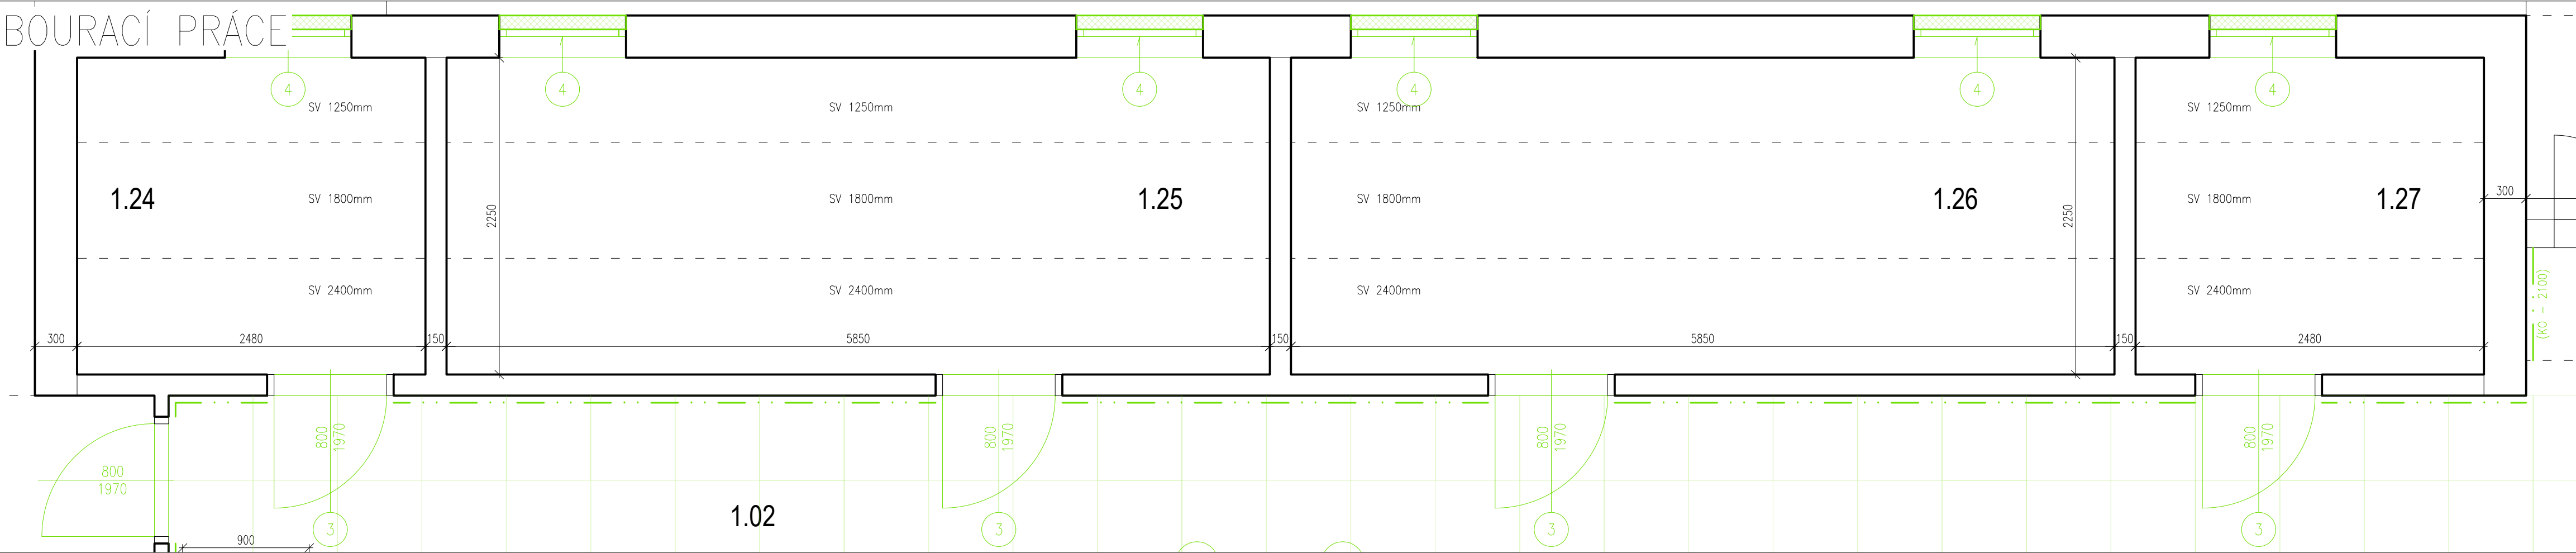 BOURACÍ PRÁCE
4
4
4
4
4
4
SV 1250mm
SV 1250mm
SV 1250mm
SV 1250mm
1.24
SV 1800mm
2250
SV 1800mm
1.25
SV 1800mm
1.26
2250
SV 1800mm
1.27
300
SV 2400mm
SV 2400mm
SV 2400mm
SV 2400mm
(KO - 2100)
300
2480
150
5850
150
5850
150
2480
800
1970
800
1970
800
1970
800
1970
800
1970
1.02
3
3
3
3
900